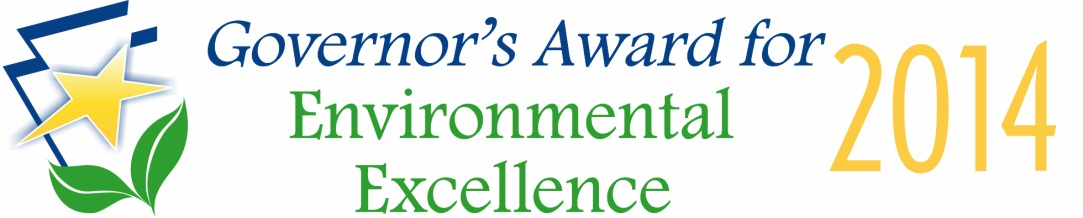 Governor's Award for
Environmental
Excellence
2014